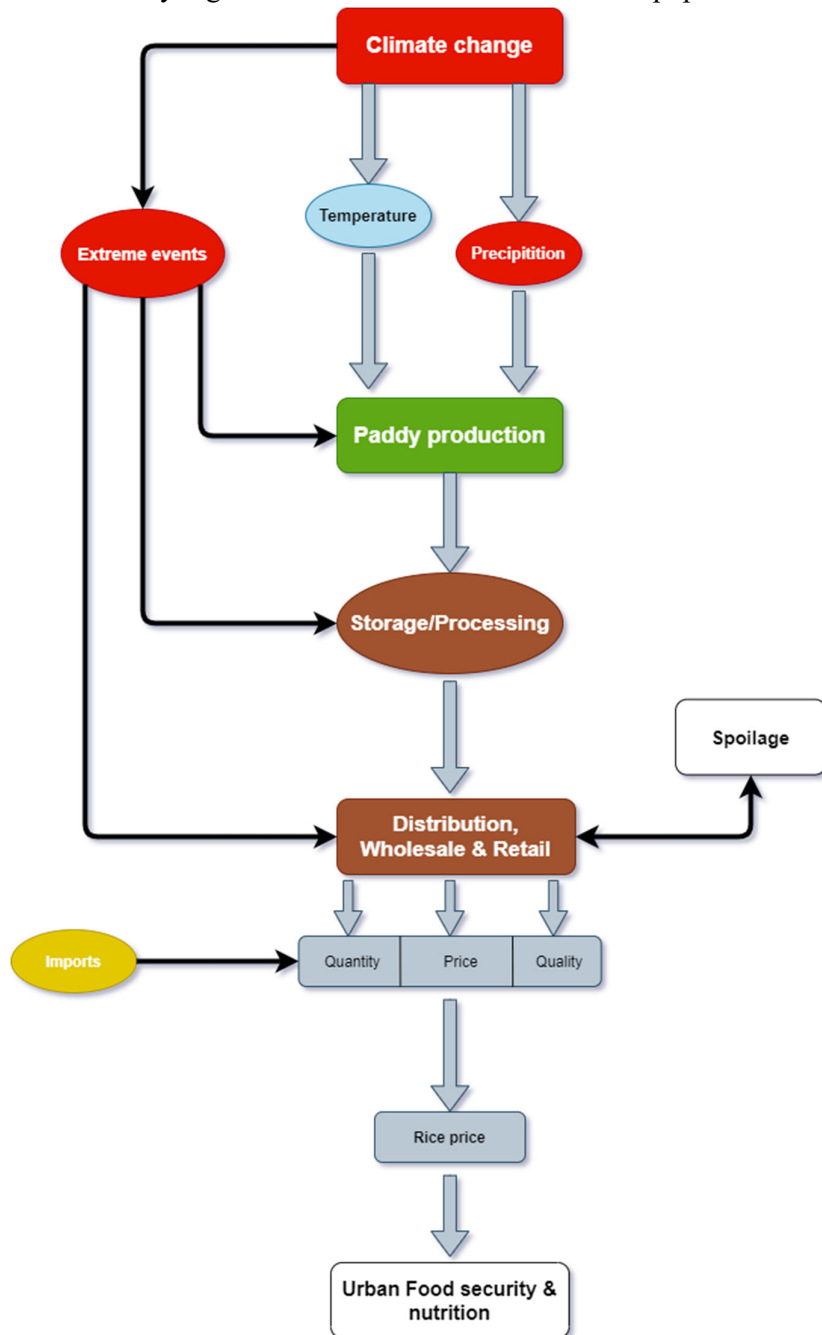 Climate change
Temperature
Extreme events
Precipitition
Paddy production
Storage/Processing
Spoilage
Distribution,
Wholesale & Retail
Imports
Quantity
Price
Quality
Rice price
Urban Food security &
nutrition